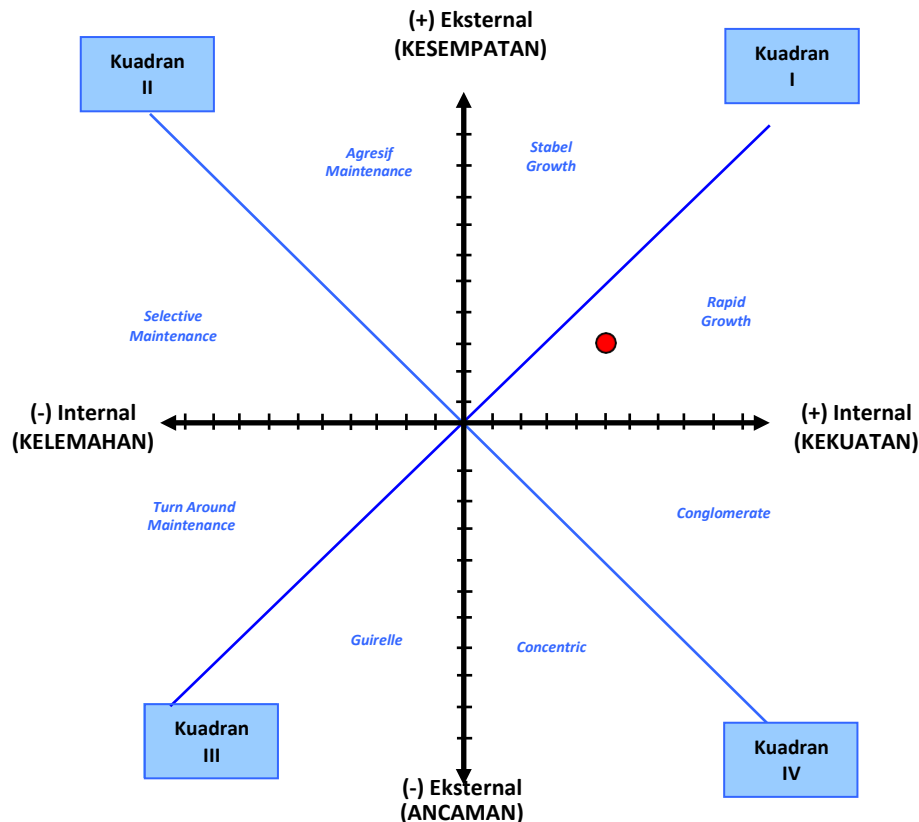 (+) Eksternal
(KESEMPATAN)
Kuadran
II
Kuadran
I
Agresif
Maintenance
Stabel
Growth
Selective
Maintenance
Rapid
Growth
(-) Internal
(KELEMAHAN)
(+) Internal
(KEKUATAN)
Turn Around
Maintenance
Conglomerate
Guirelle
Concentric
Kuadran
III
Kuadran
IV
(-) Eksternal
(ANCAMAN)